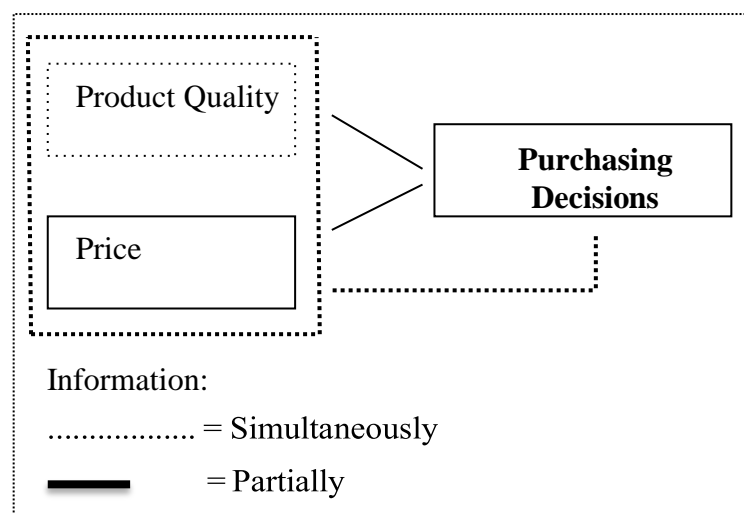 Product Quality
Purchasing
Decisions
Price
Information:
.................. = Simultaneously
= Partially